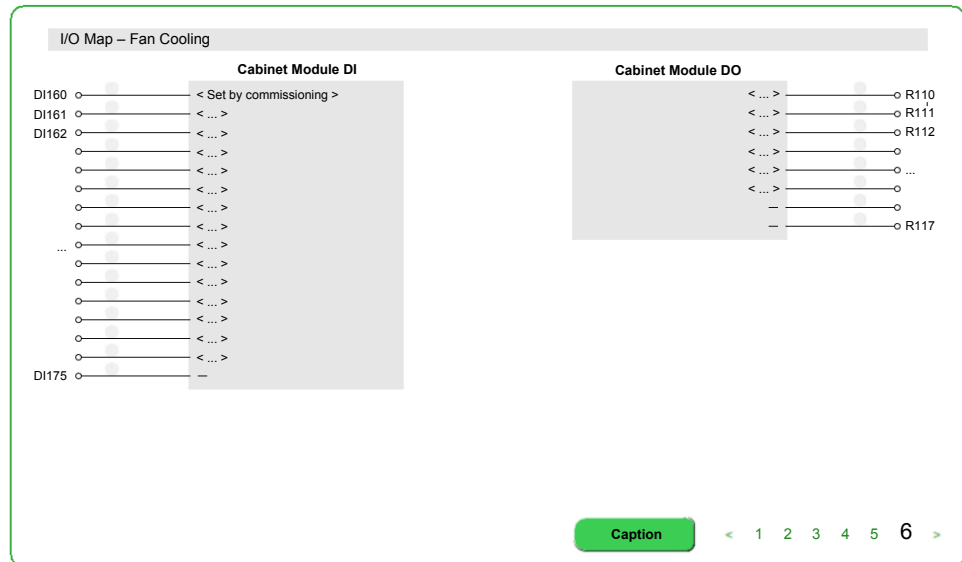 I/O Map – Fan Cooling
Cabinet Module DI
Cabinet Module DO
DI160 < Set by commissioning >
DI161 < ... >
DI162 < ... >
< ... >
< ... >
< ... >
< ... >
< ... >
... < ... >
< ... >
< ... >
< ... >
< ... >
< ... >
< ... >
DI175 –
< ... > R110
< ... > R111
< ... > R112
< ... >
< ... > ...
< ... >
–
– R117
Caption
< 1 2 3 4 5 6 >